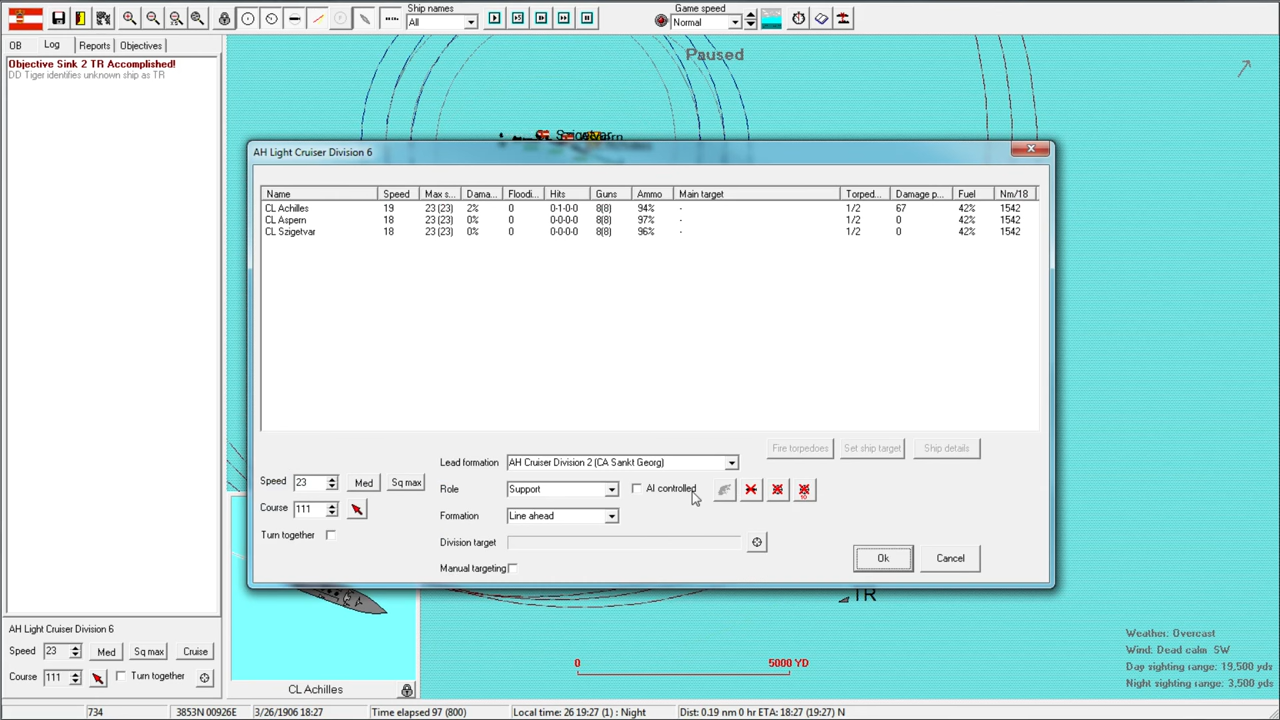 Ship names
All
Game speed
Normal
OB
Log
Reports
Objectives
Objective Sink 2 TR Accomplished!
DD Tiger identifies unknown ship as TR
Paused
Szigetvar
AH Light Cruiser Division 6
Name Speed Max s... Dama... Floodi... Hits Guns Ammo Main target Torped... Damage p... Fuel Nm/18
CL Achilles 19 23 (23) 2% 0 0-1-0-0 8(8) 94% - 1/2 67 42% 1542
CL Aspern 18 23 (23) 0% 0 0-0-0-0 8(8) 97% - 1/2 0 42% 1542
CL Szigetvar 18 23 (23) 0% 0 0-0-0-0 8(8) 96% - 1/2 0 42% 1542
Fire torpedoes
Set ship target
Ship details
Lead formation AH Cruiser Division 2 (CA Sankt Georg)
Speed 23 Med Sq max
Role Support AI controlled
10
Course 111
Formation Line ahead
Turn together
Division target
Manual targeting
Ok
Cancel
TR
AH Light Cruiser Division 6
Speed 23 Med Sq max Cruise
Course 111 Turn together
CL Achilles
0 5000 YD
Weather: Overcast
Wind: Dead calm SW
Day sighting range: 19,500 yds
Night sighting range: 3,500 yds
734
3853N 00926E
3/26/1906 18:27
Time elapsed 97 (800)
Local time: 26 19:27 (1) : Night
Dist: 0.19 nm 0 hr ETA: 18:27 (19:27) N